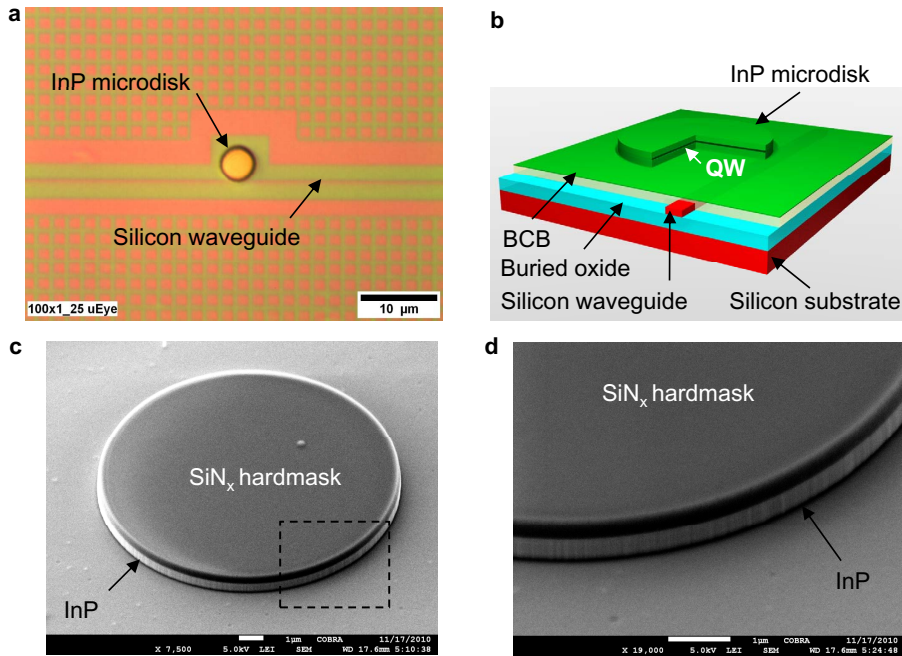 a
InP microdisk
Silicon waveguide
100x1_25 uEye
10 µm
b
InP microdisk
QW
BCB
Buried oxide
Silicon waveguide
Silicon substrate
c
SiNx hardmask
InP
1µm COBRA 11/17/2010
X 7,500 5.0kV LEI SEM WD 17.6mm 5:10:38
d
SiNx hardmask
InP
1µm COBRA 11/17/2010
X 19,000 5.0kV LEI SEM WD 17.6mm 5:24:48